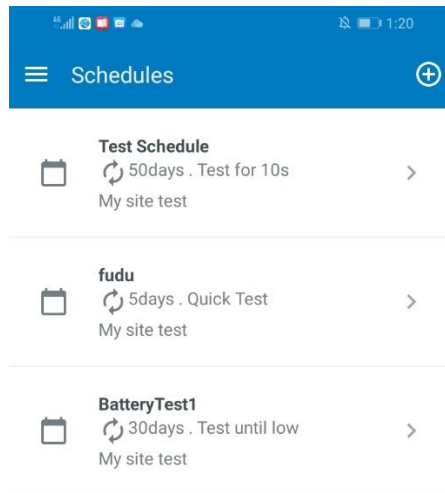 1:20
Schedules
Test Schedule
50days . Test for 10s
My site test
fudu
5days . Quick Test
My site test
BatteryTest1
30days . Test until low
My site test